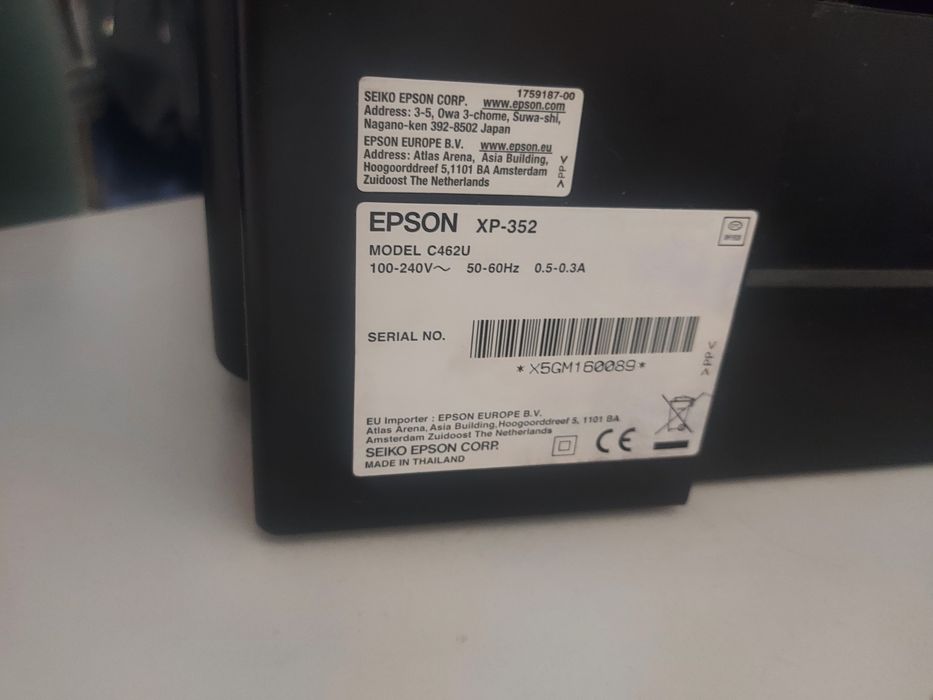 1759187-00
SEIKO EPSON CORP. www.epson.com
Address: 3-5, Owa 3-chome, Suwa-shi,
Nagano-ken 392-8502 Japan
EPSON EUROPE B.V. www.epson.eu
Address: Atlas Arena, Asia Building,
Hoogoorddreef 5,1101 BA Amsterdam
Zuidoost The Netherlands
>PP<
EPSON XP-352
MODEL C462U
100-240V~ 50-60Hz 0.5-0.3A
SERIAL NO.
*X5GM160089*
>PP<
EU Importer : EPSON EUROPE B.V.
Atlas Arena, Asia Building,Hoogoorddreef 5, 1101 BA
Amsterdam Zuidoost The Netherlands
SEIKO EPSON CORP.
MADE IN THAILAND
CE